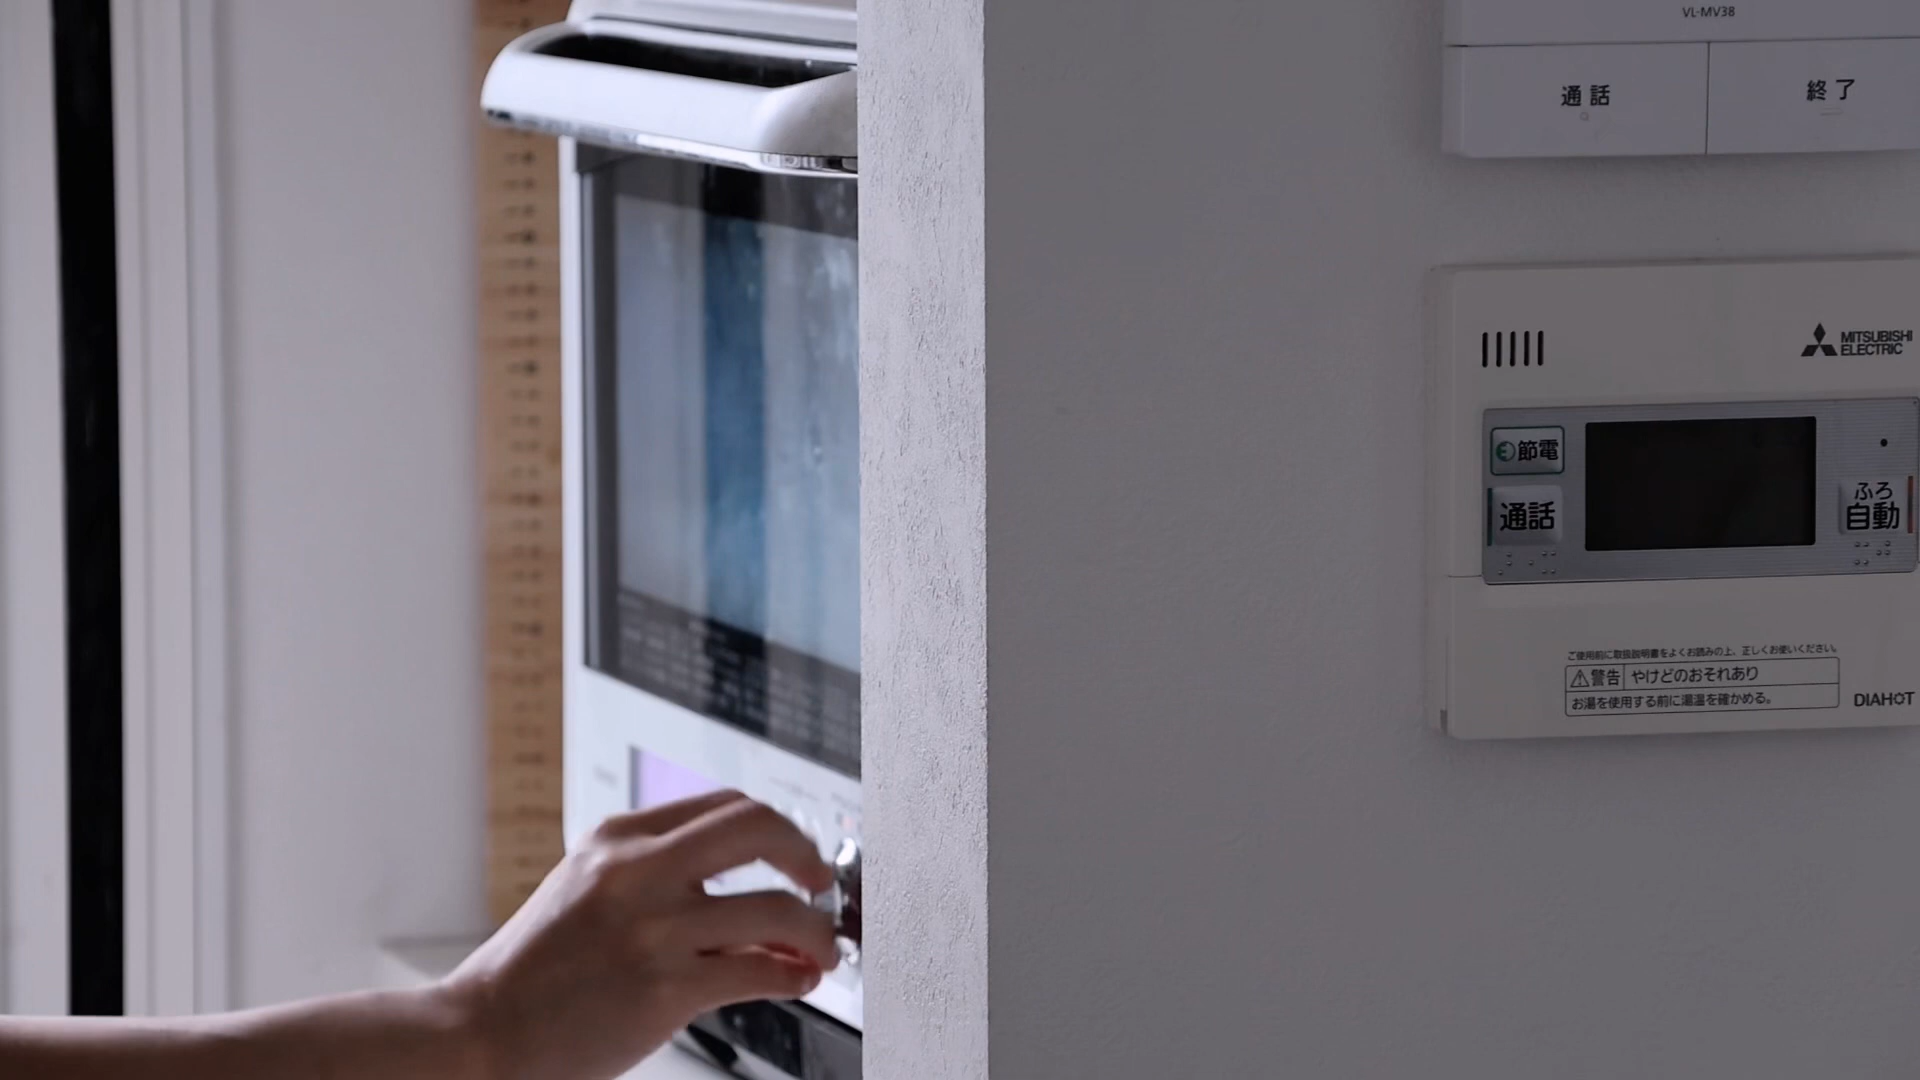 VL-MV38
通話
終了
MITSUBISHI
ELECTRIC
節電
通話
ふろ
自動
ご使用前に取扱説明書をよくお読みの上、正しくお使いください。
警告 やけどのおそれあり
お湯を使用する前に湯温を確かめる。
DIAHOT